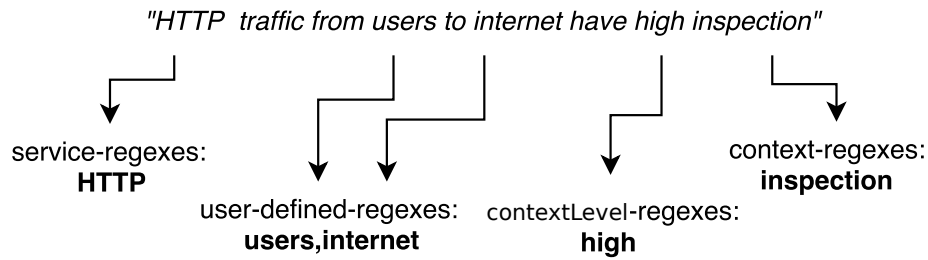 "HTTP traffic from users to internet have high inspection"
service-regexes:
HTTP
user-defined-regexes:
users,internet
contextLevel-regexes:
high
context-regexes:
inspection